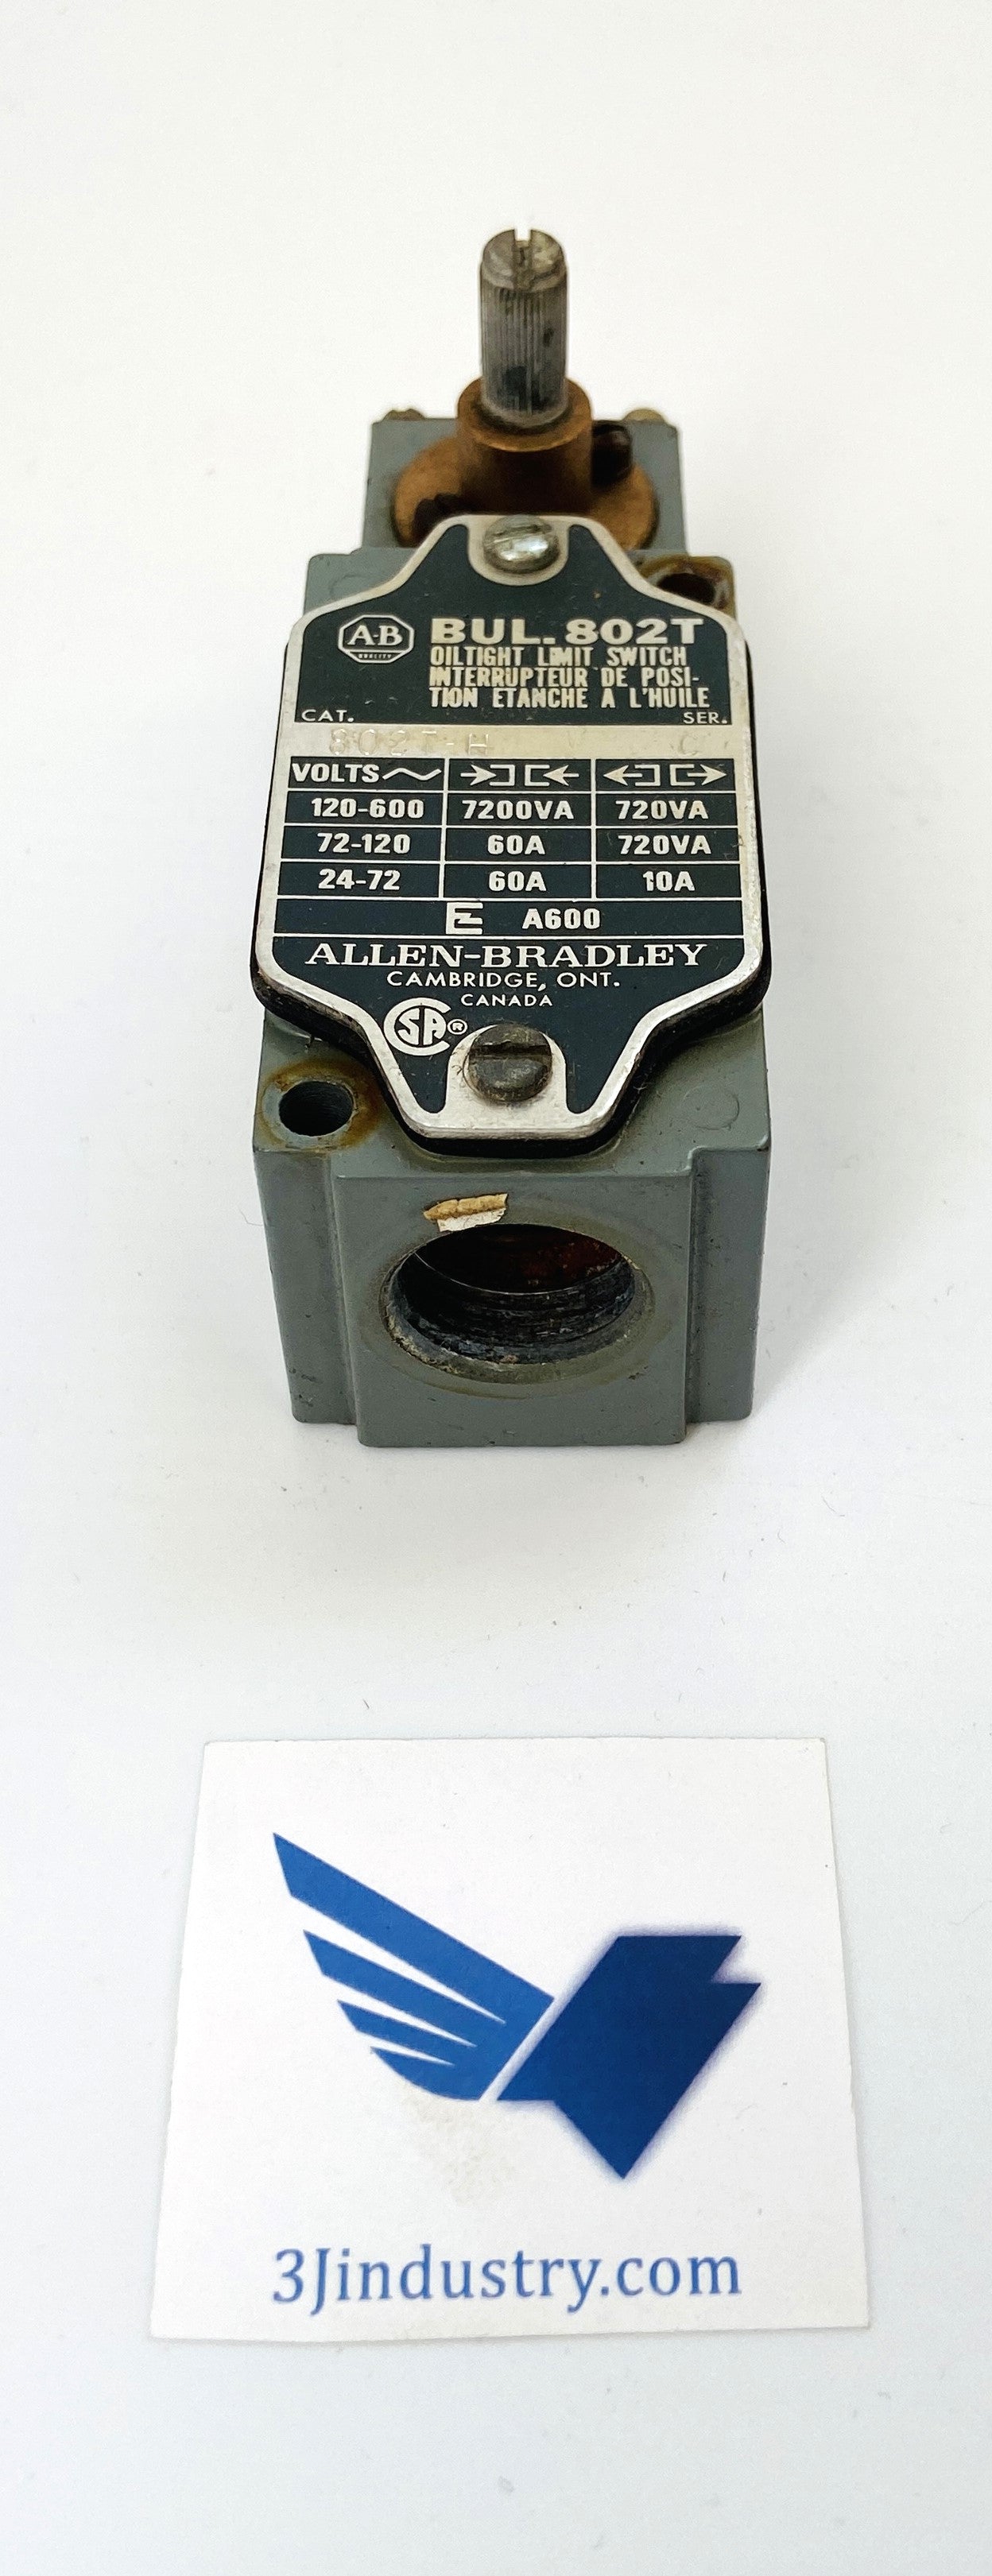 A-B
QUALITY
BUL. 802T
OILTIGHT LIMIT SWITCH
INTERRUPTEUR DE POSI-
TION ETANCHE A L'HUILE
CAT. SER.
802T-H C
VOLTS
120-600 7200VA 720VA
72-120 60A 720VA
24-72 60A 10A
A600
ALLEN-BRADLEY
CAMBRIDGE, ONT.
CANADA
CSA®
3Jindustry.com